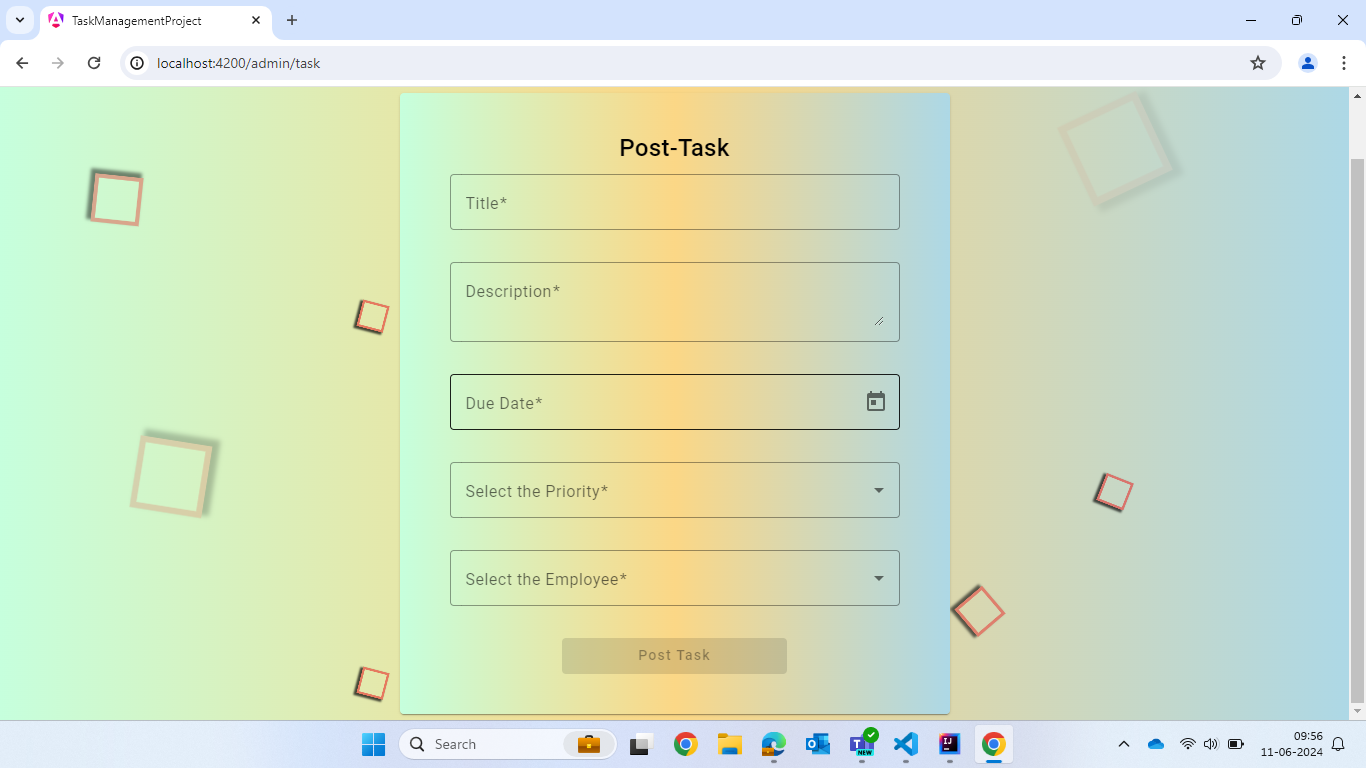 TaskManagementProject
localhost:4200/admin/task
Post-Task
Title*
Description*
Due Date*
Select the Priority*
Select the Employee*
Post Task
Search
NEW
IJ
09:56
11-06-2024